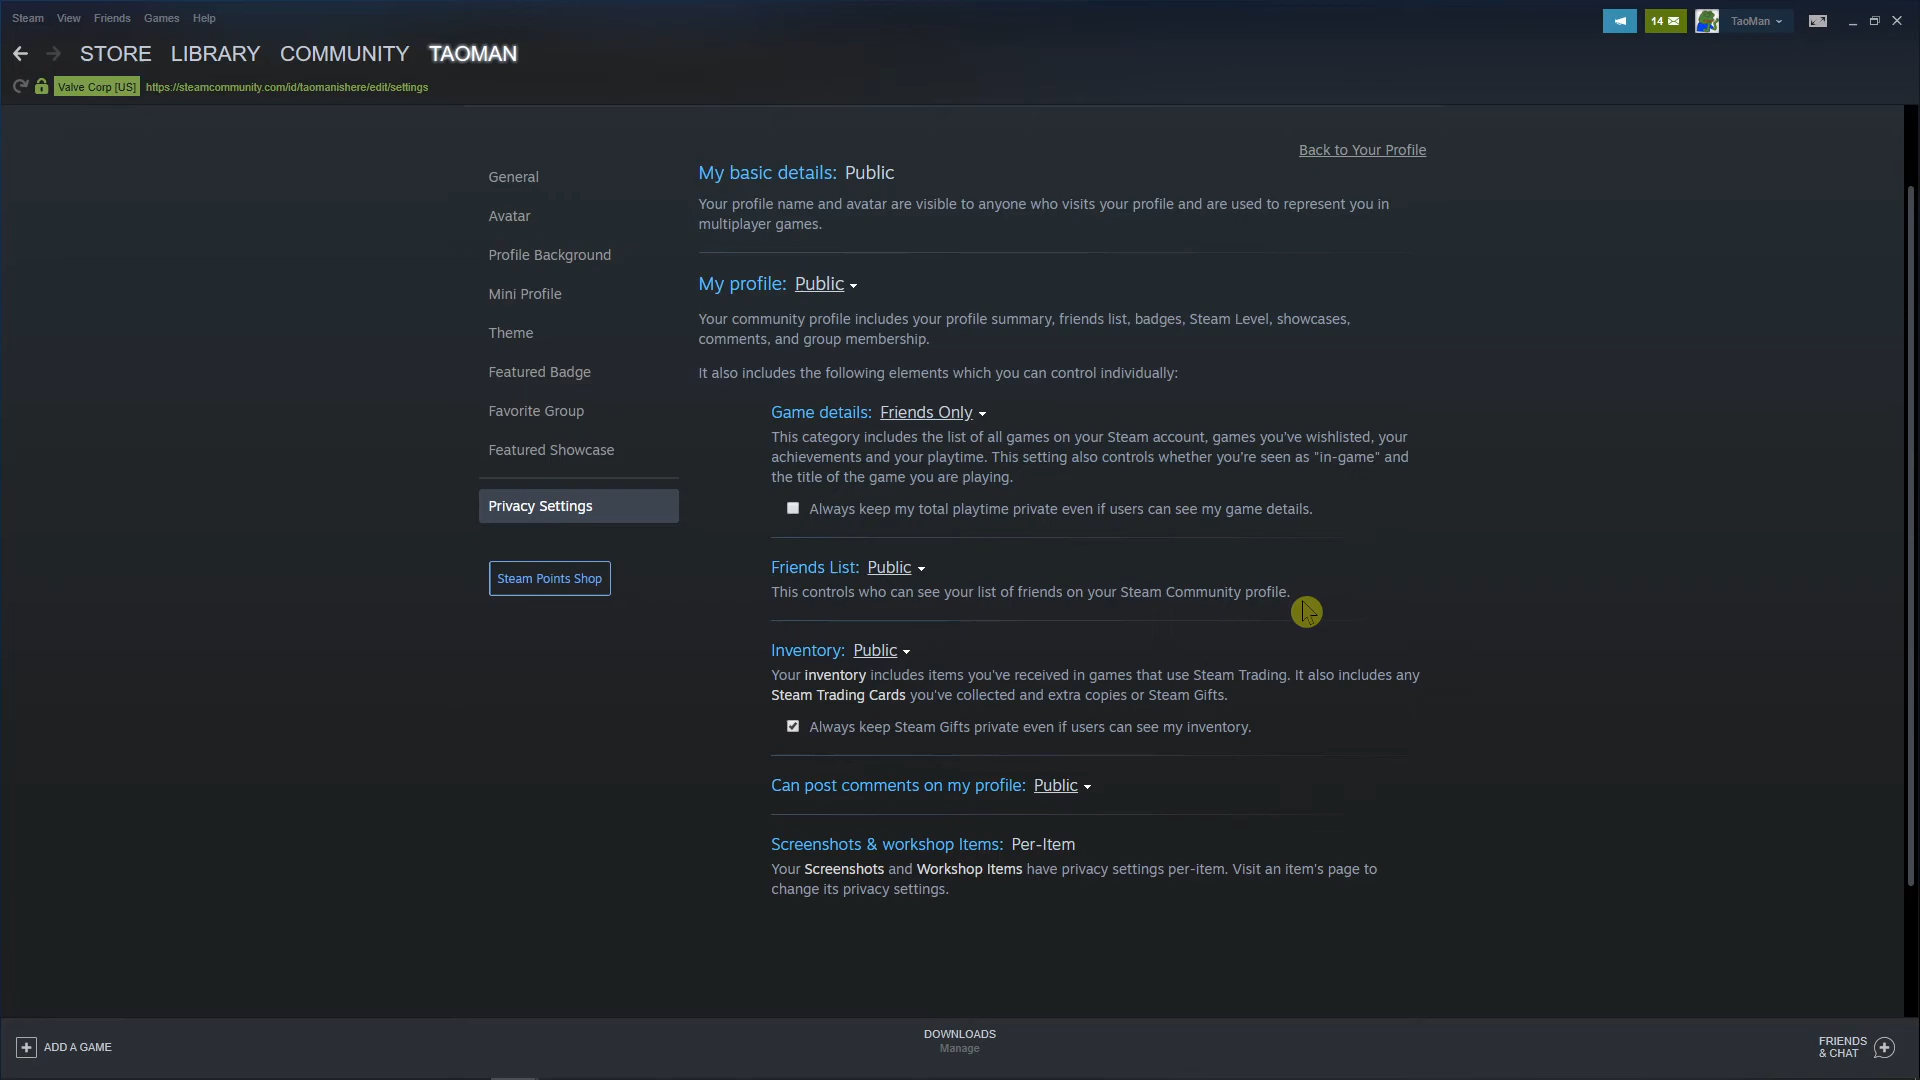 Steam View Friends Games Help
14 TaoMan
STORE LIBRARY COMMUNITY TAOMAN
Valve Corp [US] https://steamcommunity.com/id/taomanishere/edit/settings
Back to Your Profile
General
Avatar
Profile Background
Mini Profile
Theme
Featured Badge
Favorite Group
Featured Showcase
Privacy Settings
Steam Points Shop
My basic details: Public
Your profile name and avatar are visible to anyone who visits your profile and are used to represent you in
multiplayer games.
My profile: Public
Your community profile includes your profile summary, friends list, badges, Steam Level, showcases,
comments, and group membership.
It also includes the following elements which you can control individually:
Game details: Friends Only
This category includes the list of all games on your Steam account, games you've wishlisted, your
achievements and your playtime. This setting also controls whether you're seen as "in-game" and
the title of the game you are playing.
Always keep my total playtime private even if users can see my game details.
Friends List: Public
This controls who can see your list of friends on your Steam Community profile.
Inventory: Public
Your inventory includes items you've received in games that use Steam Trading. It also includes any
Steam Trading Cards you've collected and extra copies or Steam Gifts.
Always keep Steam Gifts private even if users can see my inventory.
Can post comments on my profile: Public
Screenshots & workshop Items: Per-Item
Your Screenshots and Workshop Items have privacy settings per-item. Visit an item's page to
change its privacy settings.
ADD A GAME
DOWNLOADS
Manage
FRIENDS
& CHAT